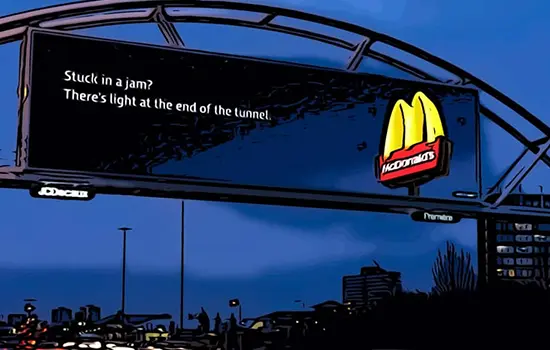 Stuck in a jam?
There's light at the end of the tunnel.
McDonald's
JCDecaux
Première